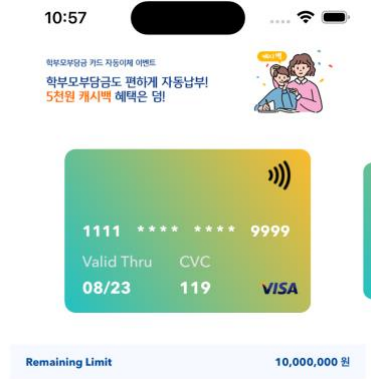 10:57
학부모부담금 카드 자동이체 이벤트
학부모부담금도 편하게 자동납부!
5천원 캐시백 혜택은 덤!
1111 **** **** 9999
Valid Thru CVC
08/23 119 VISA
Remaining Limit 10,000,000 원